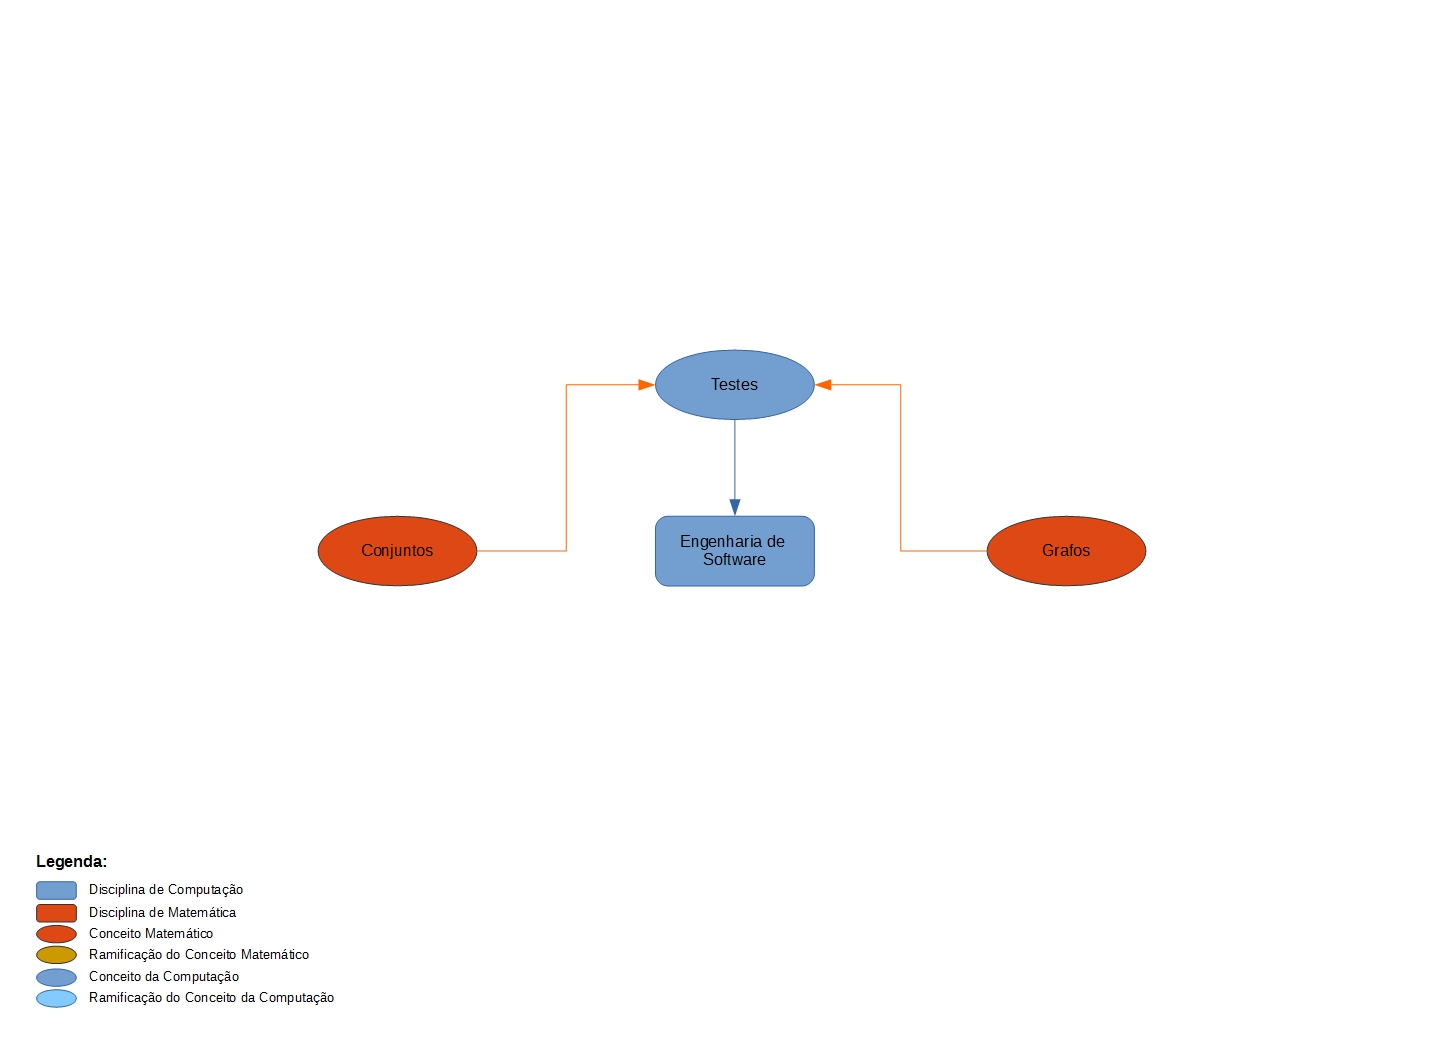 Testes
Conjuntos
Engenharia de
Software
Grafos
Legenda:
Disciplina de Computação
Disciplina de Matemática
Conceito Matemático
Ramificação do Conceito Matemático
Conceito da Computação
Ramificação do Conceito da Computação